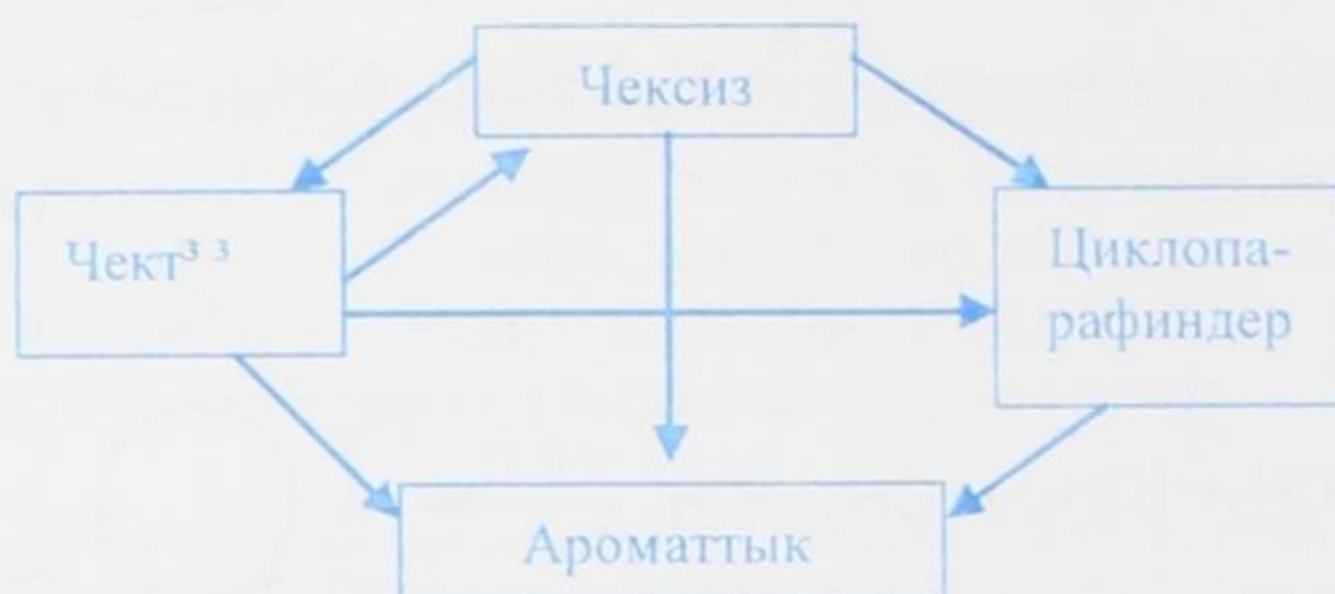 Чексиз
Чект³ ³
Циклопа-
рафиндер
Ароматтык